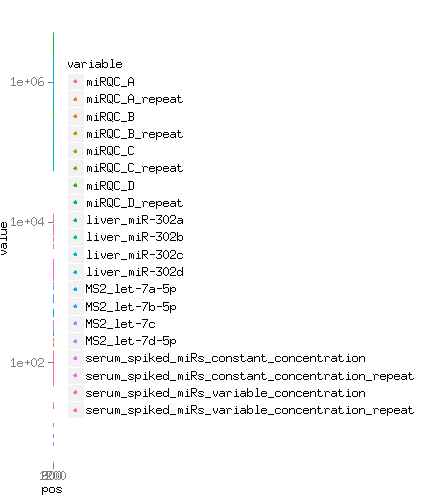 variable
1e+06
miRQC_A
miRQC_A_repeat
miRQC_B
miRQC_B_repeat
miRQC_C
miRQC_C_repeat
miRQC_D
miRQC_D_repeat
1e+04
liver_miR-302a
value
liver_miR-302b
liver_miR-302c
liver_miR-302d
MS2_let-7a-5p
MS2_let-7b-5p
MS2_let-7c
MS2_let-7d-5p
1e+02
serum_spiked_miRs_constant_concentration
serum_spiked_miRs_constant_concentration_repeat
serum_spiked_miRs_variable_concentration
serum_spiked_miRs_variable_concentration_repeat
pos